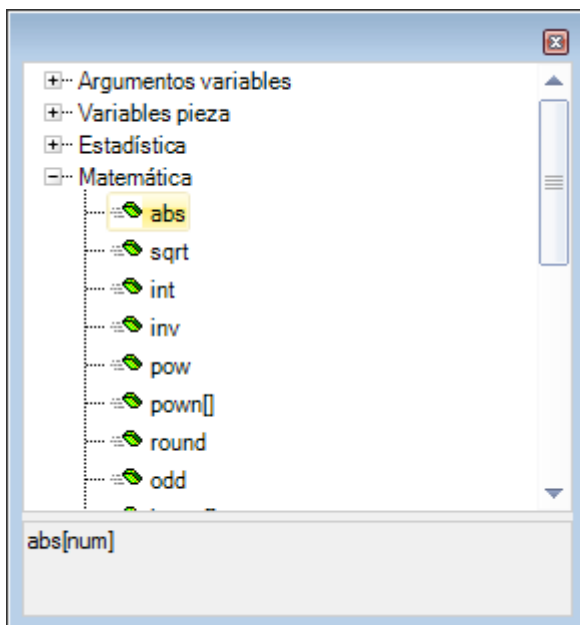 Argumentos variables
Variables pieza
Estadística
Matemática
abs
sqrt
int
inv
pow
pown[]
round
odd
abs[num]